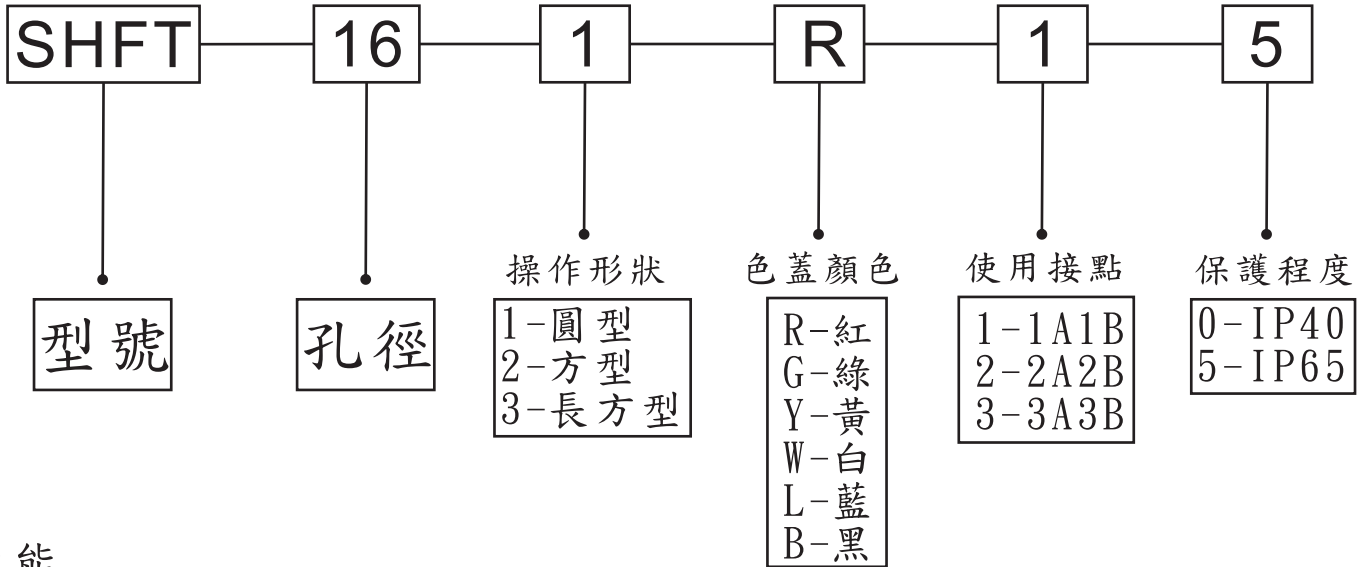 SHFT 16 1 R 1 5
型號
孔徑
操作形狀
1-圓型
2-方型
3-長方型
色蓋顏色
R-紅
G-綠
Y-黃
W-白
L-藍
B-黑
使用接點
1-1A1B
2-2A2B
3-3A3B
保護程度
0-IP40
5-IP65
能